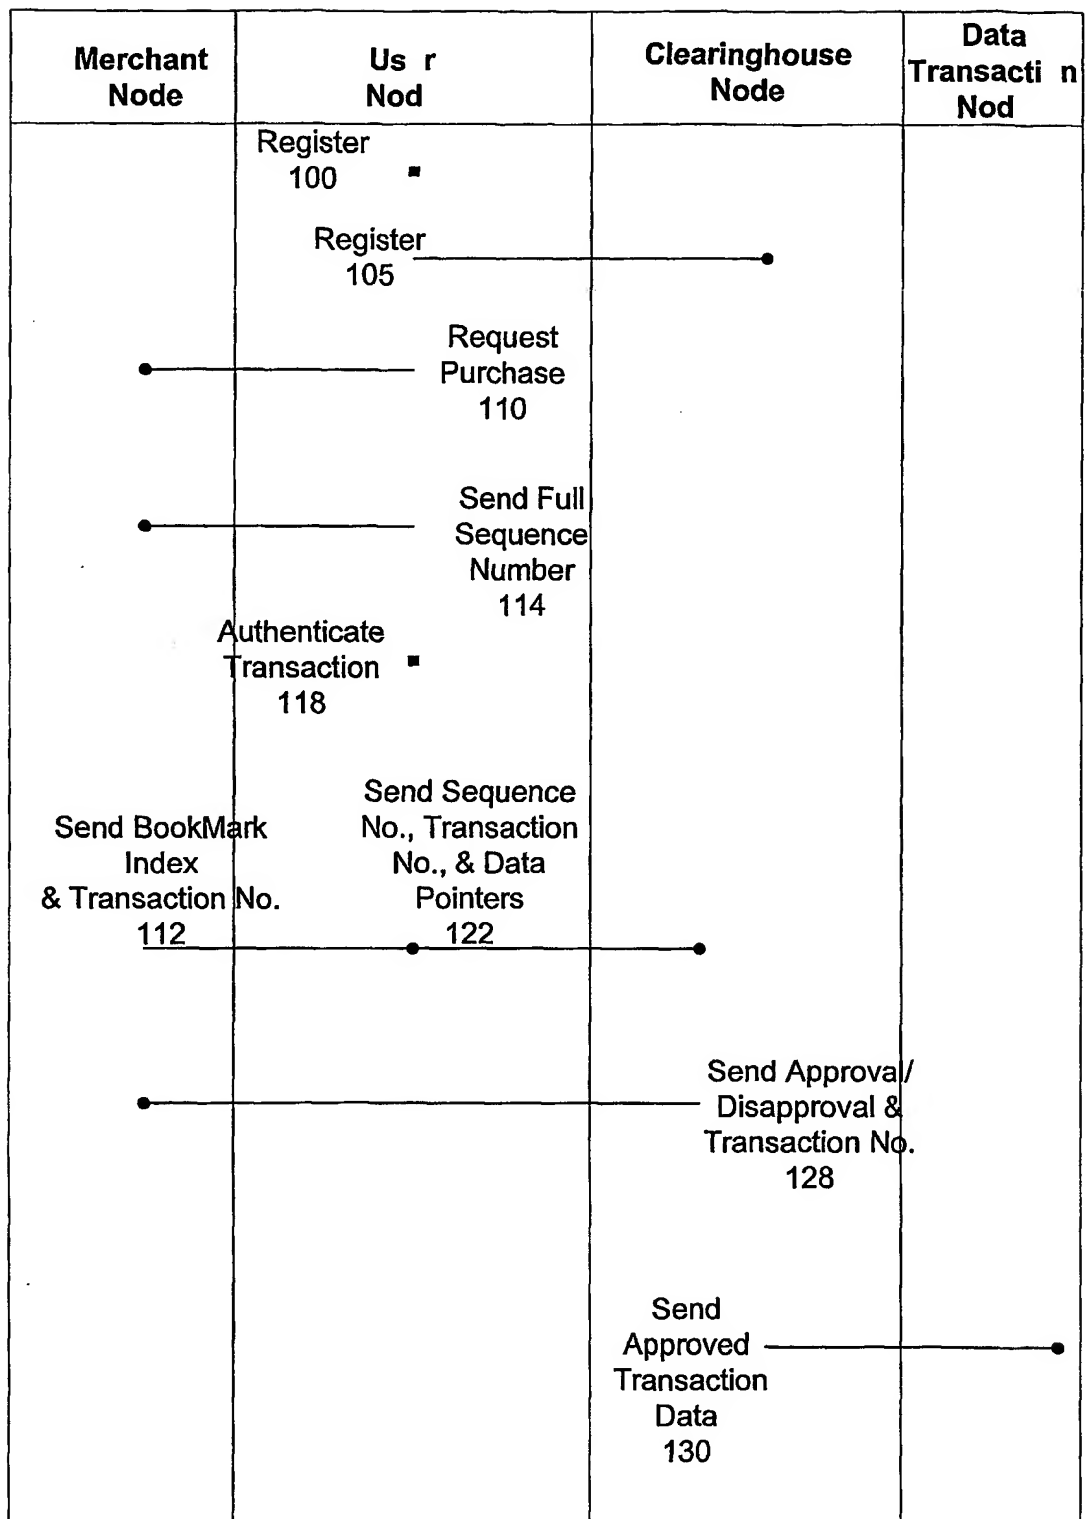 Merchant
Node
Us r
Nod
Clearinghouse
Node
Data
Transacti n
Nod
Register
100
Register
105
Request
Purchase
110
Send Full
Sequence
Number
114
Authenticate
Transaction
118
Send BookMark
Index
& Transaction No.
112
Send Sequence
No., Transaction
No., & Data
Pointers
122
Send Approval/
Disapproval &
Transaction No.
128
Send
Approved
Transaction
Data
130